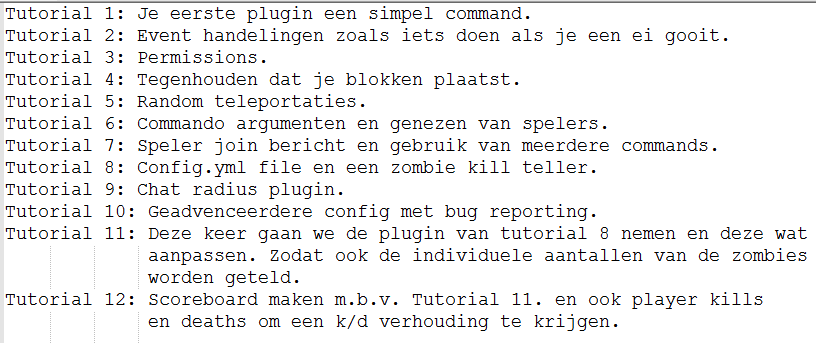 Tutorial 1: Je eerste plugin een simpel command.
Tutorial 2: Event handelingen zoals iets doen als je een ei gooit.
Tutorial 3: Permissions.
Tutorial 4: Tegenhouden dat je blokken plaatst.
Tutorial 5: Random teleportaties.
Tutorial 6: Commando argumenten en genezen van spelers.
Tutorial 7: Speler join bericht en gebruik van meerdere commands.
Tutorial 8: Config.yml file en een zombie kill teller.
Tutorial 9: Chat radius plugin.
Tutorial 10: Geadvenceerdere config met bug reporting.
Tutorial 11: Deze keer gaan we de plugin van tutorial 8 nemen en deze wat
aanpassen. Zodat ook de individuele aantallen van de zombies
worden geteld.
Tutorial 12: Scoreboard maken m.b.v. Tutorial 11. en ook player kills
en deaths om een k/d verhouding te krijgen.